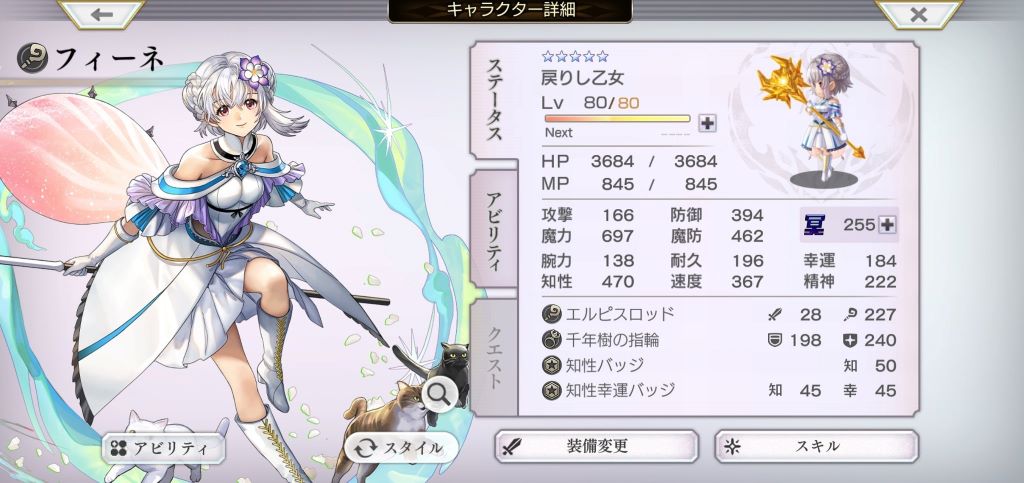 キャラクター詳細
フィーネ
ステータス
アビリティ
クエスト
戻りし乙女
Lv 80/80
Next ----
HP 3684 / 3684
MP 845 / 845
攻撃 166 防御 394 冥 255
魔力 697 魔防 462
腕力 138 耐久 196 幸運 184
知性 470 速度 367 精神 222
エルピスロッド 28 227
千年樹の指輪 198 240
知性バッジ 知 50
知性幸運バッジ 知 45 幸 45
アビリティ
スタイル
装備変更
スキル